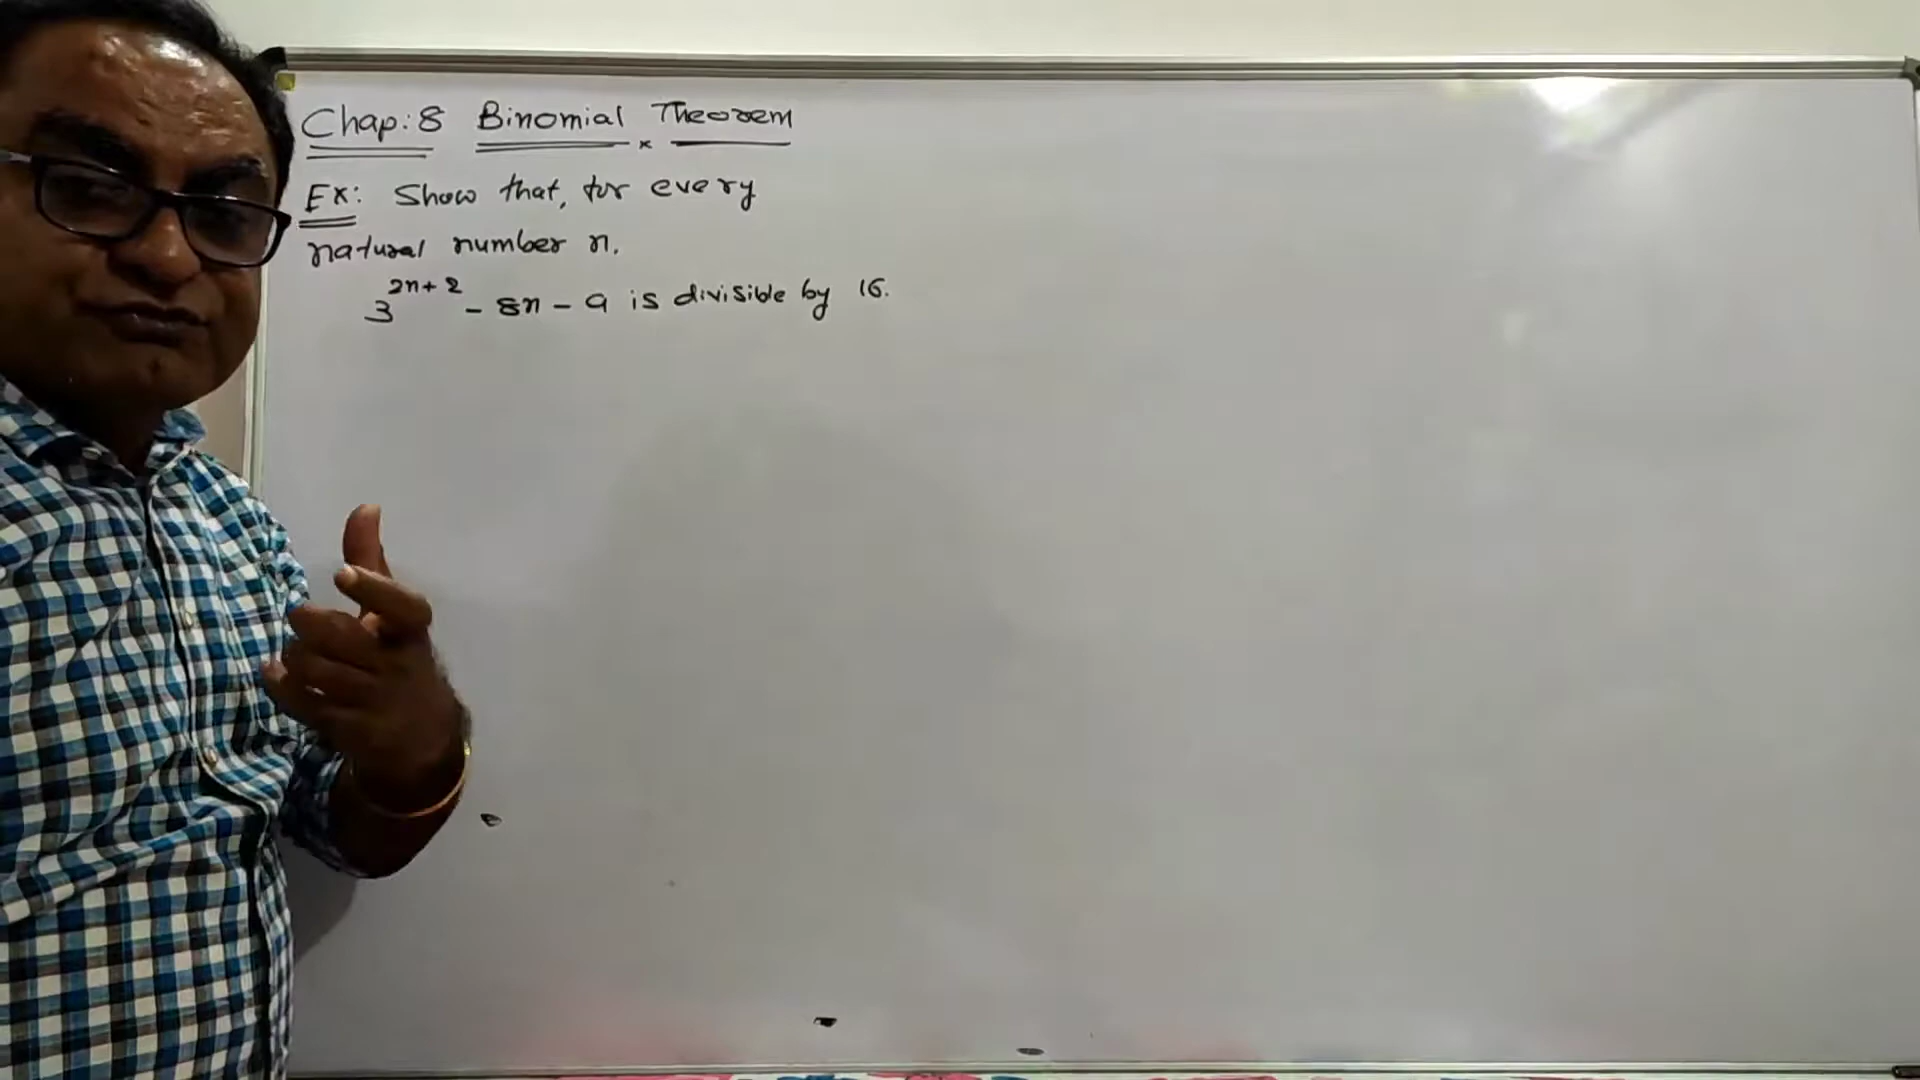 Chap: 8 Binomial Theorem
Ex: Show that, for every
natural number n.
3^{2n+2} - 8n - 9 is divisible by 16.